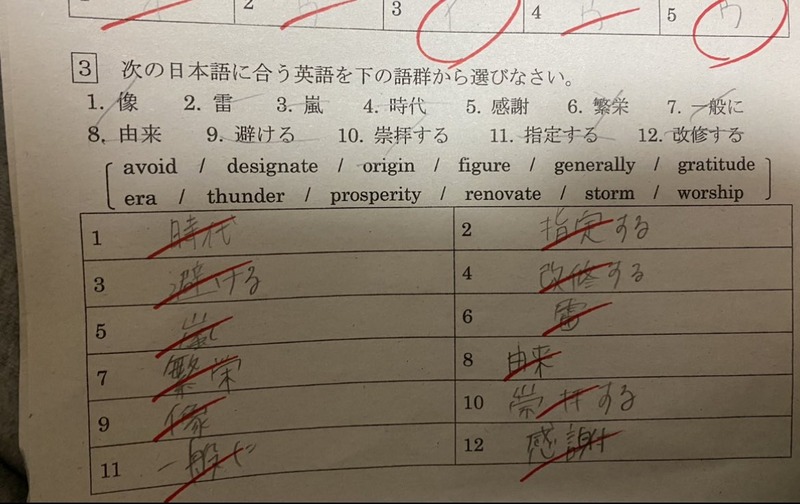 2 3 4 5
3 次の日本語に合う英語を下の語群から選びなさい。
1. 像 2. 雷 3. 嵐 4. 時代 5. 感謝 6. 繁栄 7. 一般に
8. 由来 9. 避ける 10. 崇拝する 11. 指定する 12. 改修する
avoid / designate / origin / figure / generally / gratitude
era / thunder / prosperity / renovate / storm / worship
1 時代 2 指定する
3 避ける 4 改修する
5 嵐 6 雷
7 繁栄 8 由来
9 像 10 崇拝する
11 一般に 12 感謝